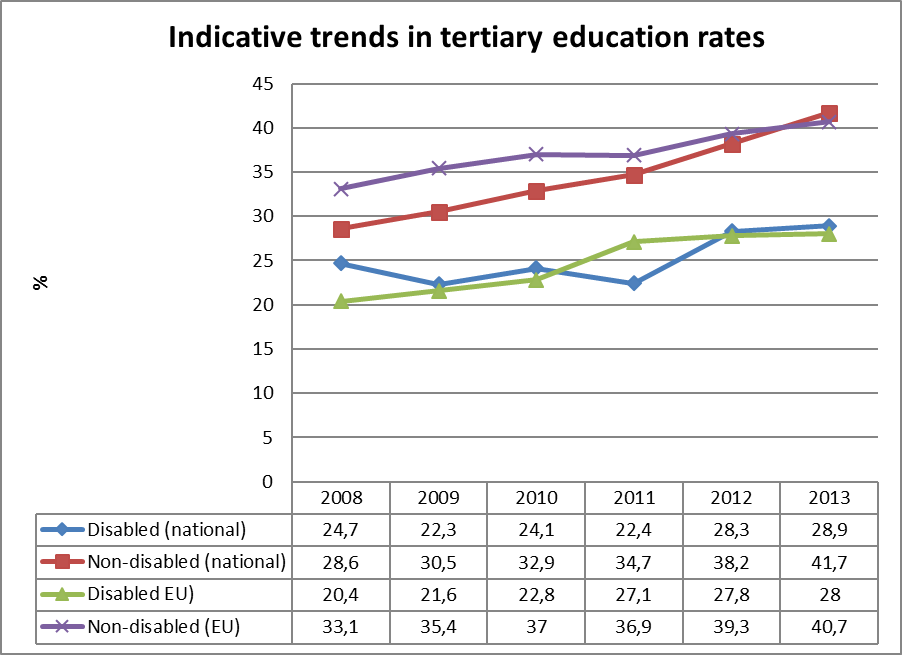 Indicative trends in tertiary education rates
45
40
35
30
25
20
15
10
5
0
%
2008 2009 2010 2011 2012 2013
Disabled (national) 24,7 22,3 24,1 22,4 28,3 28,9
Non-disabled (national) 28,6 30,5 32,9 34,7 38,2 41,7
Disabled EU) 20,4 21,6 22,8 27,1 27,8 28
Non-disabled (EU) 33,1 35,4 37 36,9 39,3 40,7